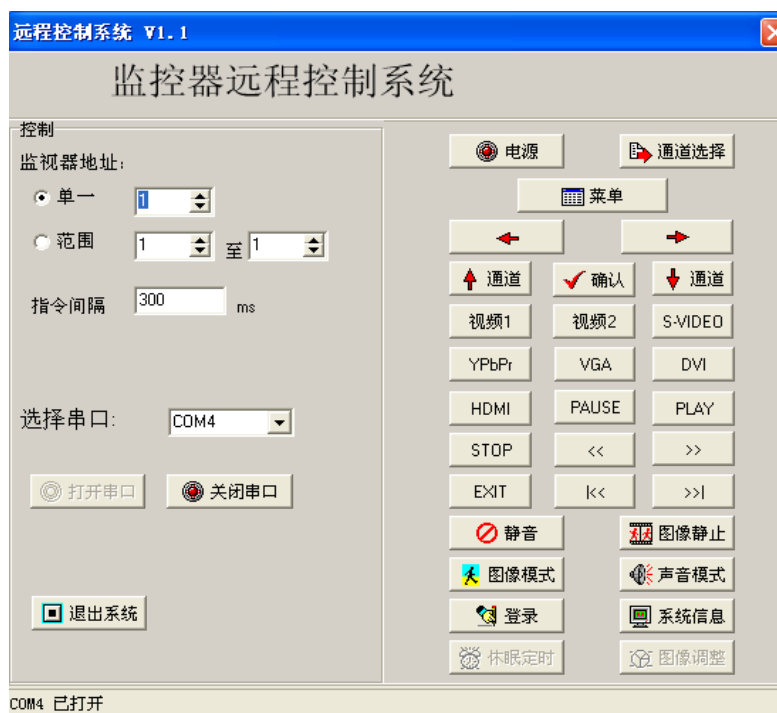 远程控制系统 V1.1
监控器远程控制系统
控制
监视器地址:
单一 1
范围 1 至 1
指令间隔 300 ms
选择串口: COM4
打开串口 关闭串口
退出系统
电源 通道选择
菜单
通道 确认 通道
视频1 视频2 S-VIDEO
YPbPr VGA DVI
HDMI PAUSE PLAY
STOP << >>
EXIT |<< >>|
静音 图像静止
图像模式 声音模式
登录 系统信息
休眠定时 图像调整
COM4 已打开